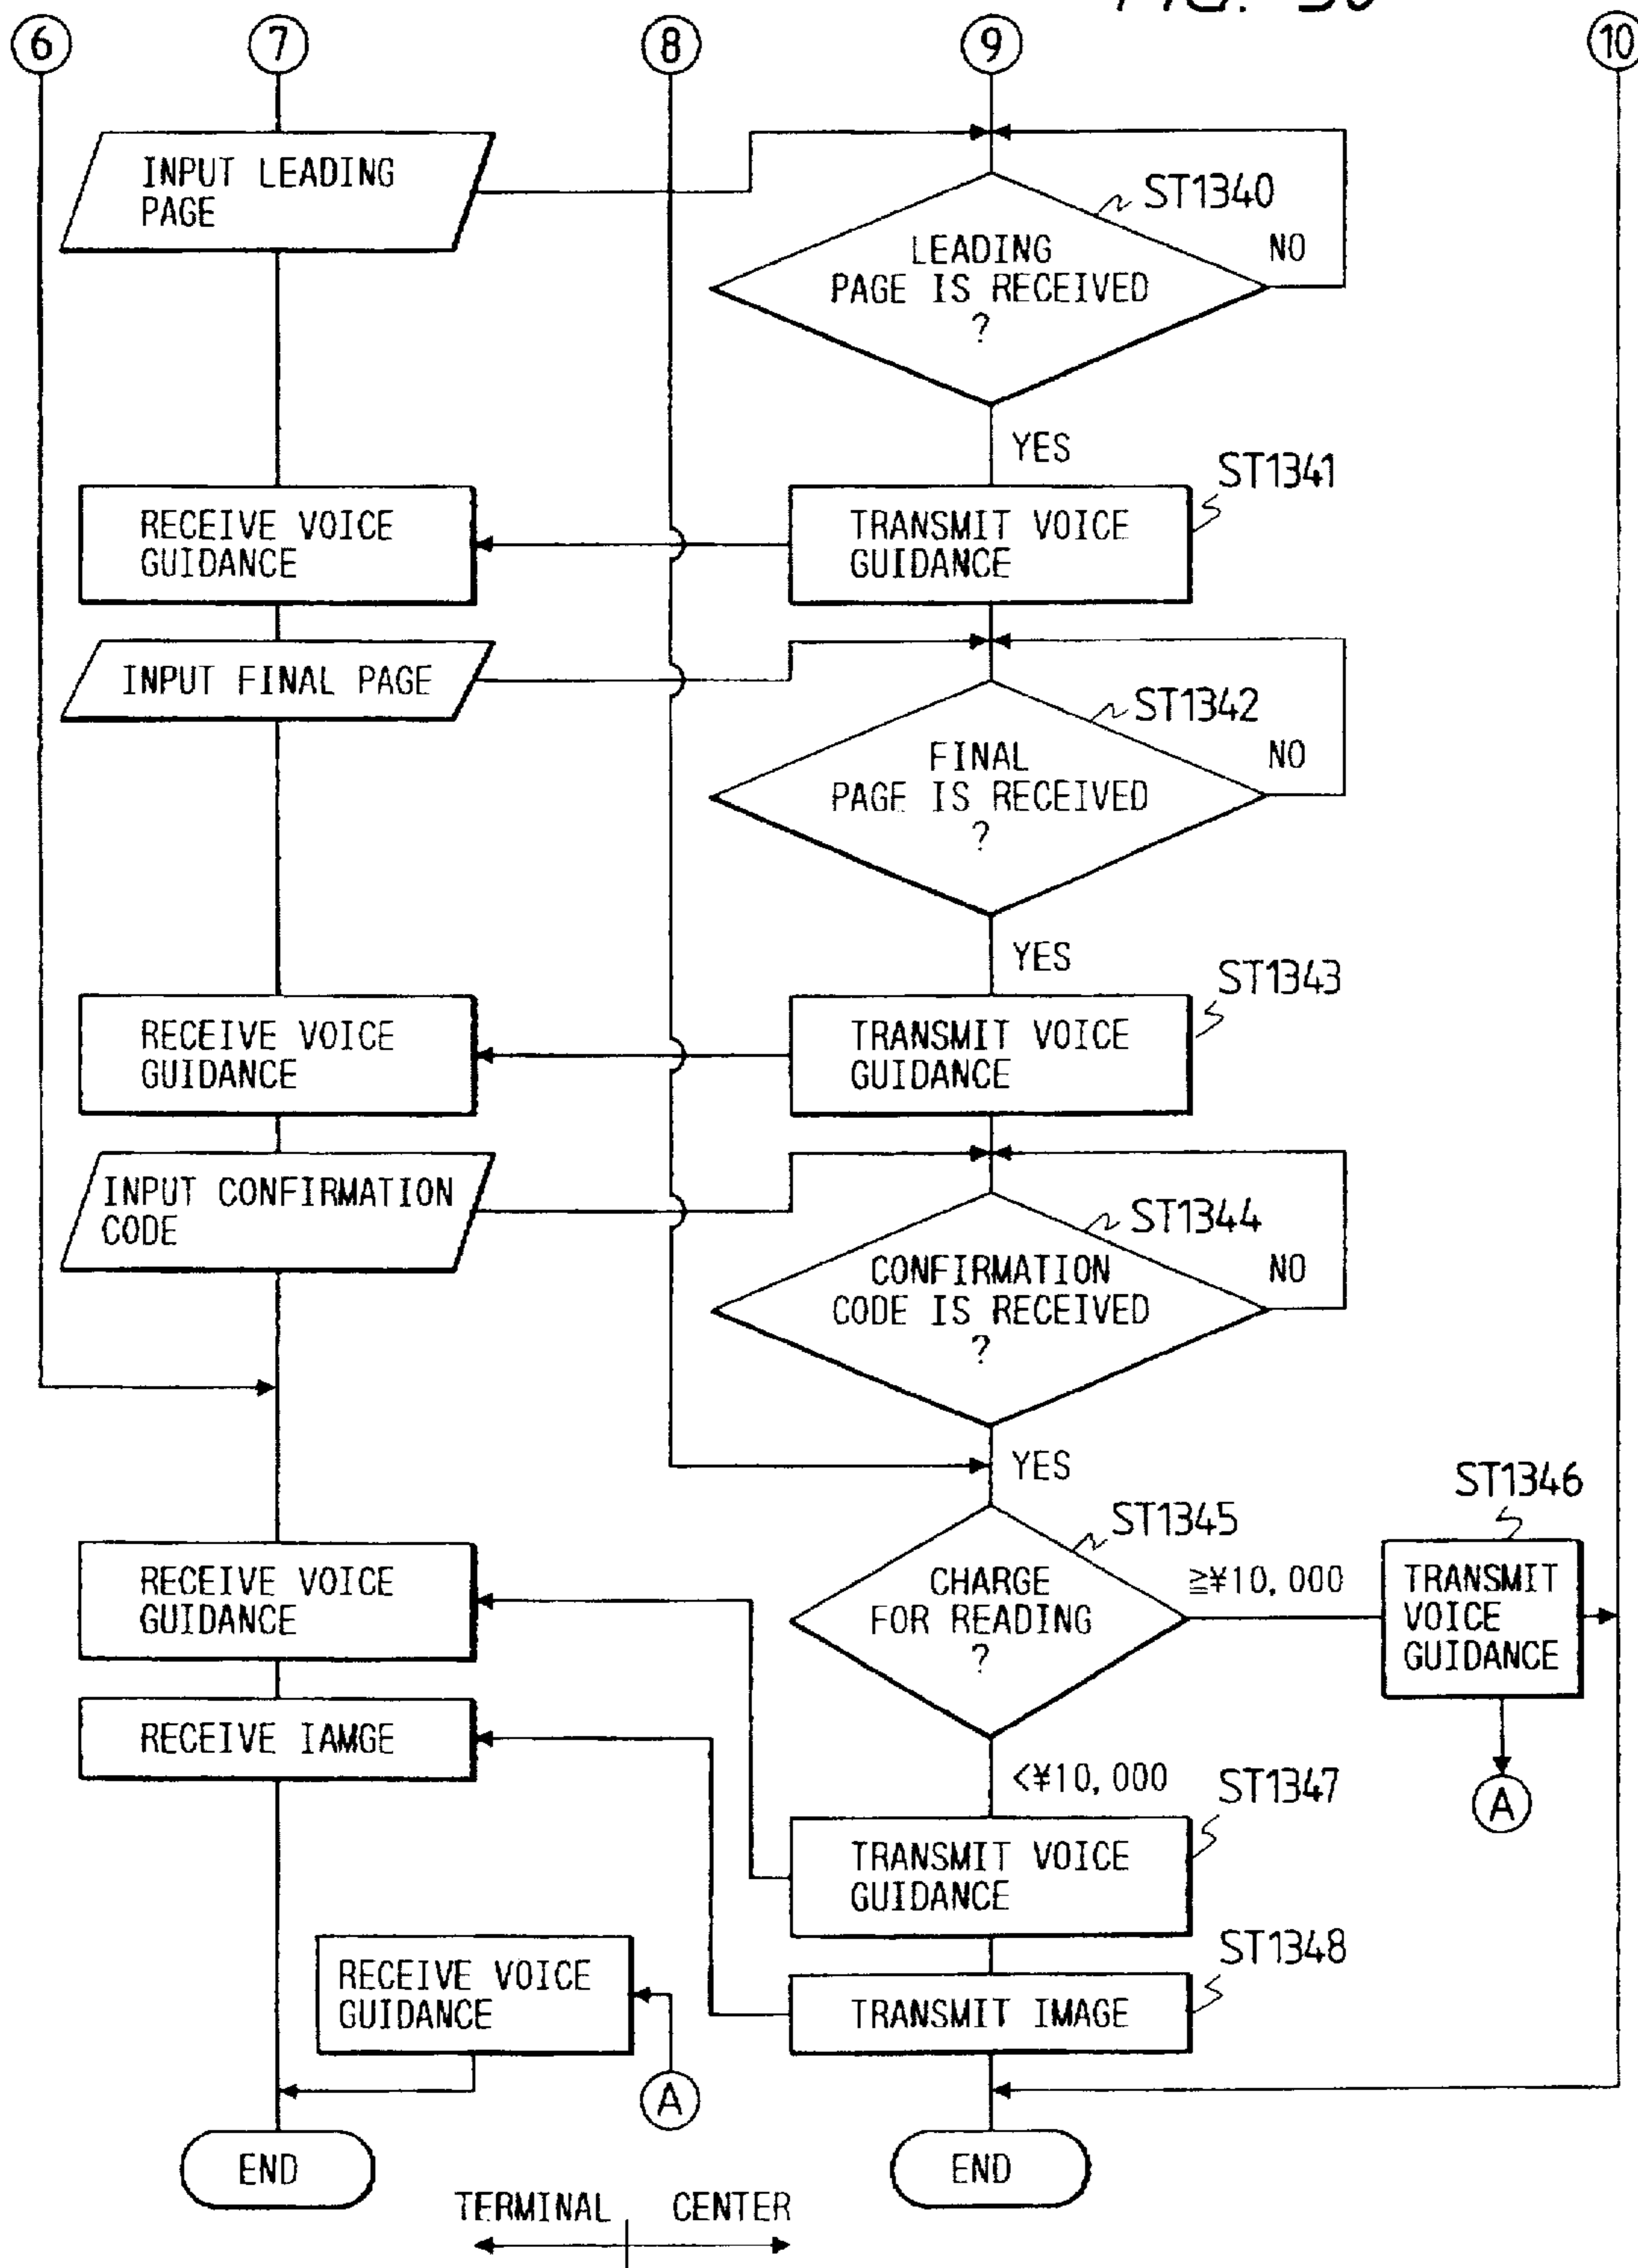 FIG. 30
6
7
8
9
10
INPUT LEADING
PAGE
ST1340
LEADING
PAGE IS RECEIVED
?
NO
YES
ST1341
RECEIVE VOICE
GUIDANCE
TRANSMIT VOICE
GUIDANCE
INPUT FINAL PAGE
ST1342
FINAL
PAGE IS RECEIVED
?
NO
YES
ST1343
RECEIVE VOICE
GUIDANCE
TRANSMIT VOICE
GUIDANCE
INPUT CONFIRMATION
CODE
ST1344
CONFIRMATION
CODE IS RECEIVED
?
NO
YES
ST1345
ST1346
CHARGE
FOR READING
?
≧¥10,000
TRANSMIT
VOICE
GUIDANCE
RECEIVE VOICE
GUIDANCE
RECEIVE IAMGE
<¥10,000
A
ST1347
TRANSMIT VOICE
GUIDANCE
ST1348
RECEIVE VOICE
GUIDANCE
TRANSMIT IMAGE
A
END
END
TERMINAL
CENTER